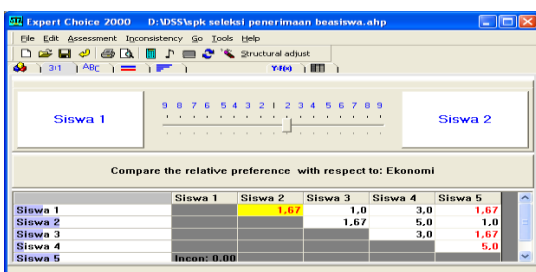 Expert Choice 2000 D:\DSS\spk seleksi penerimaan beasiswa.ahp
File Edit Assessment Inconsistency Go Tools Help
Structural adjust
3:1 ABC Y=f(x)
9 8 7 6 5 4 3 2 1 2 3 4 5 6 7 8 9
Siswa 1 Siswa 2
Compare the relative preference with respect to: Ekonomi
Siswa 1 Siswa 2 Siswa 3 Siswa 4 Siswa 5
Siswa 1 1,67 1,0 3,0 1,67
Siswa 2 1,67 5,0 1,0
Siswa 3 3,0 1,67
Siswa 4 5,0
Siswa 5 Incon: 0.00